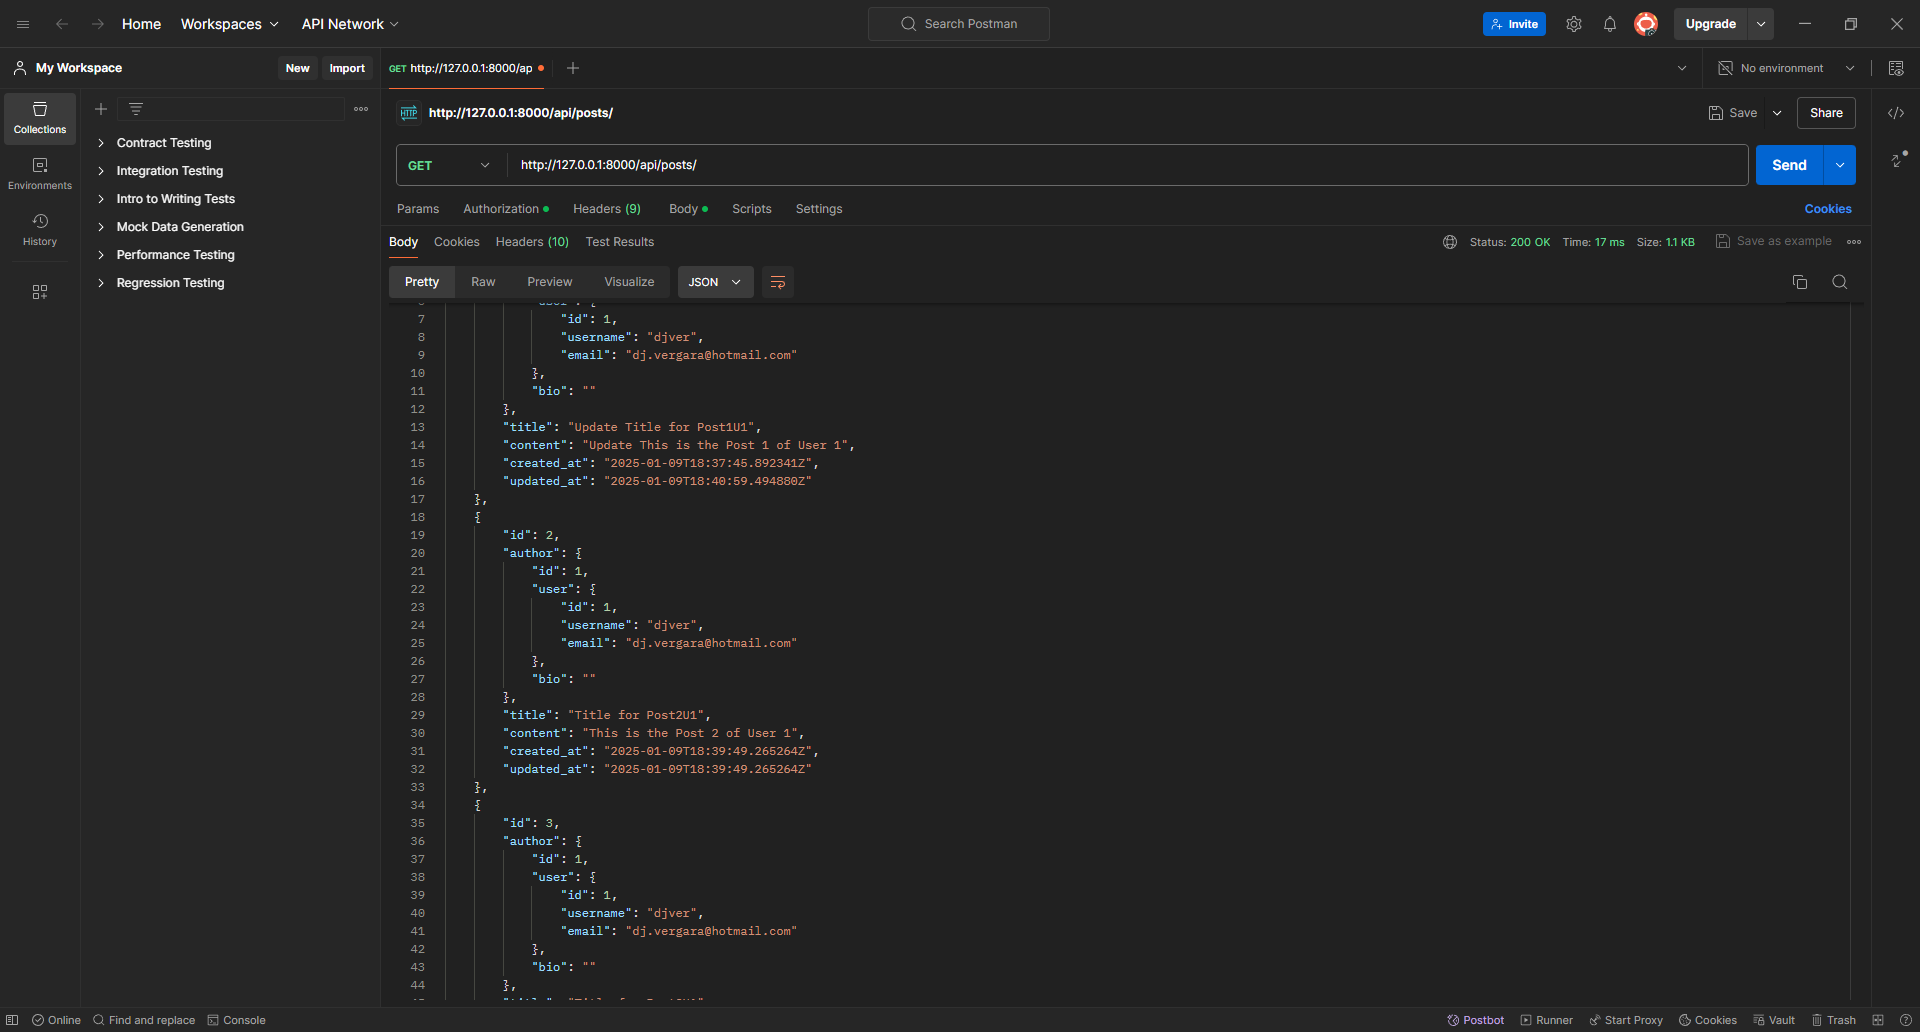 Home Workspaces API Network Search Postman Invite Upgrade
My Workspace New Import GET http://127.0.0.1:8000/ap No environment
HTTP http://127.0.0.1:8000/api/posts/ Save Share
Collections
Environments
History
Contract Testing
Integration Testing
Intro to Writing Tests
Mock Data Generation
Performance Testing
Regression Testing
GET http://127.0.0.1:8000/api/posts/ Send
Params Authorization Headers (9) Body Scripts Settings Cookies
Body Cookies Headers (10) Test Results Status: 200 OK Time: 17 ms Size: 1.1 KB Save as example
Pretty Raw Preview Visualize JSON
7 "id": 1,
8 "username": "djver",
9 "email": "dj.vergara@hotmail.com"
10 },
11 "bio": ""
12 },
13 "title": "Update Title for Post1U1",
14 "content": "Update This is the Post 1 of User 1",
15 "created_at": "2025-01-09T18:37:45.892341Z",
16 "updated_at": "2025-01-09T18:40:59.494880Z"
17 },
18 {
19 "id": 2,
20 "author": {
21 "id": 1,
22 "user": {
23 "id": 1,
24 "username": "djver",
25 "email": "dj.vergara@hotmail.com"
26 },
27 "bio": ""
28 },
29 "title": "Title for Post2U1",
30 "content": "This is the Post 2 of User 1",
31 "created_at": "2025-01-09T18:39:49.265264Z",
32 "updated_at": "2025-01-09T18:39:49.265264Z"
33 },
34 {
35 "id": 3,
36 "author": {
37 "id": 1,
38 "user": {
39 "id": 1,
40 "username": "djver",
41 "email": "dj.vergara@hotmail.com"
42 },
43 "bio": ""
44 },
Online Find and replace Console Postbot Runner Start Proxy Cookies Vault Trash